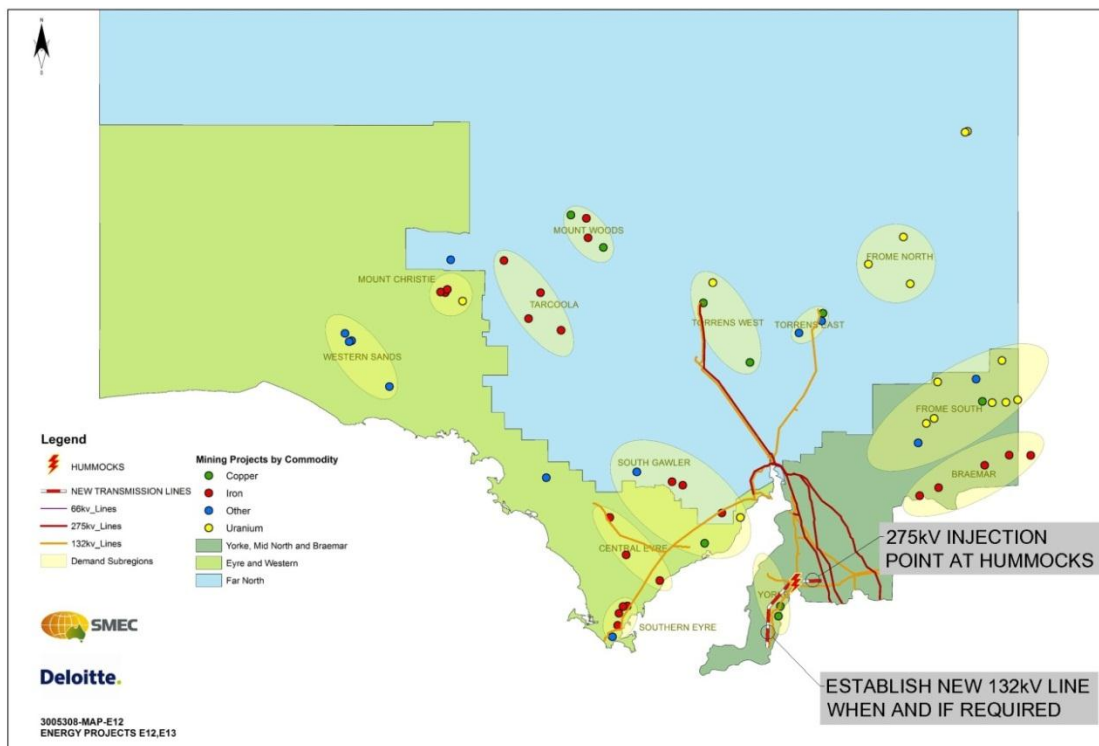 N
S
MOUNT WOODS
FROME NORTH
MOUNT CHRISTIE
TARCOOLA
TORRENS WEST
TORRENS EAST
WESTERN SANDS
FROME SOUTH
SOUTH GAWLER
BRAEMAR
CENTRAL EYRE
YORKE
SOUTHERN EYRE
275kV INJECTION
POINT AT HUMMOCKS
ESTABLISH NEW 132kV LINE
WHEN AND IF REQUIRED
Legend
HUMMOCKS
NEW TRANSMISSION LINES
66kv_Lines
275kv_Lines
132kv_Lines
Demand Subregions
Mining Projects by Commodity
Copper
Iron
Other
Uranium
Yorke, Mid North and Braemar
Eyre and Western
Far North
SMEC
Deloitte.
3005308-MAP-E12
ENERGY PROJECTS E12,E13